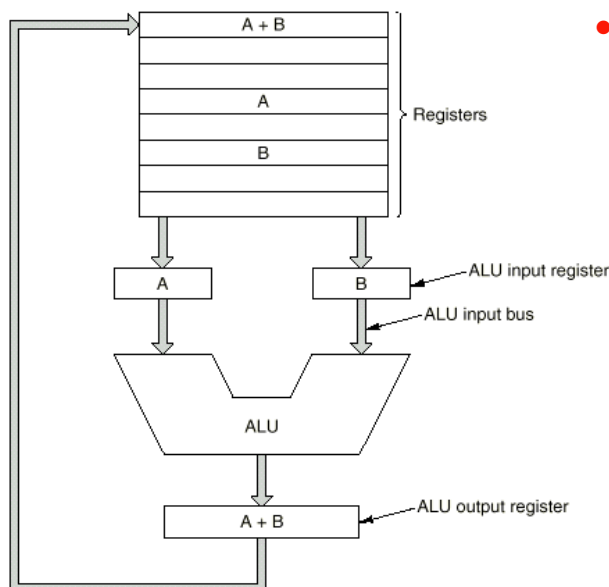 A + B
A
B
Registers
A
B
ALU input register
ALU input bus
ALU
A + B
ALU output register